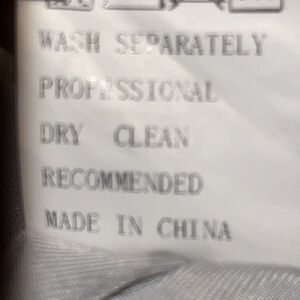 WASH SEPARATELY
PROFESSIONAL
DRY CLEAN
RECOMMENDED
MADE IN CHINA